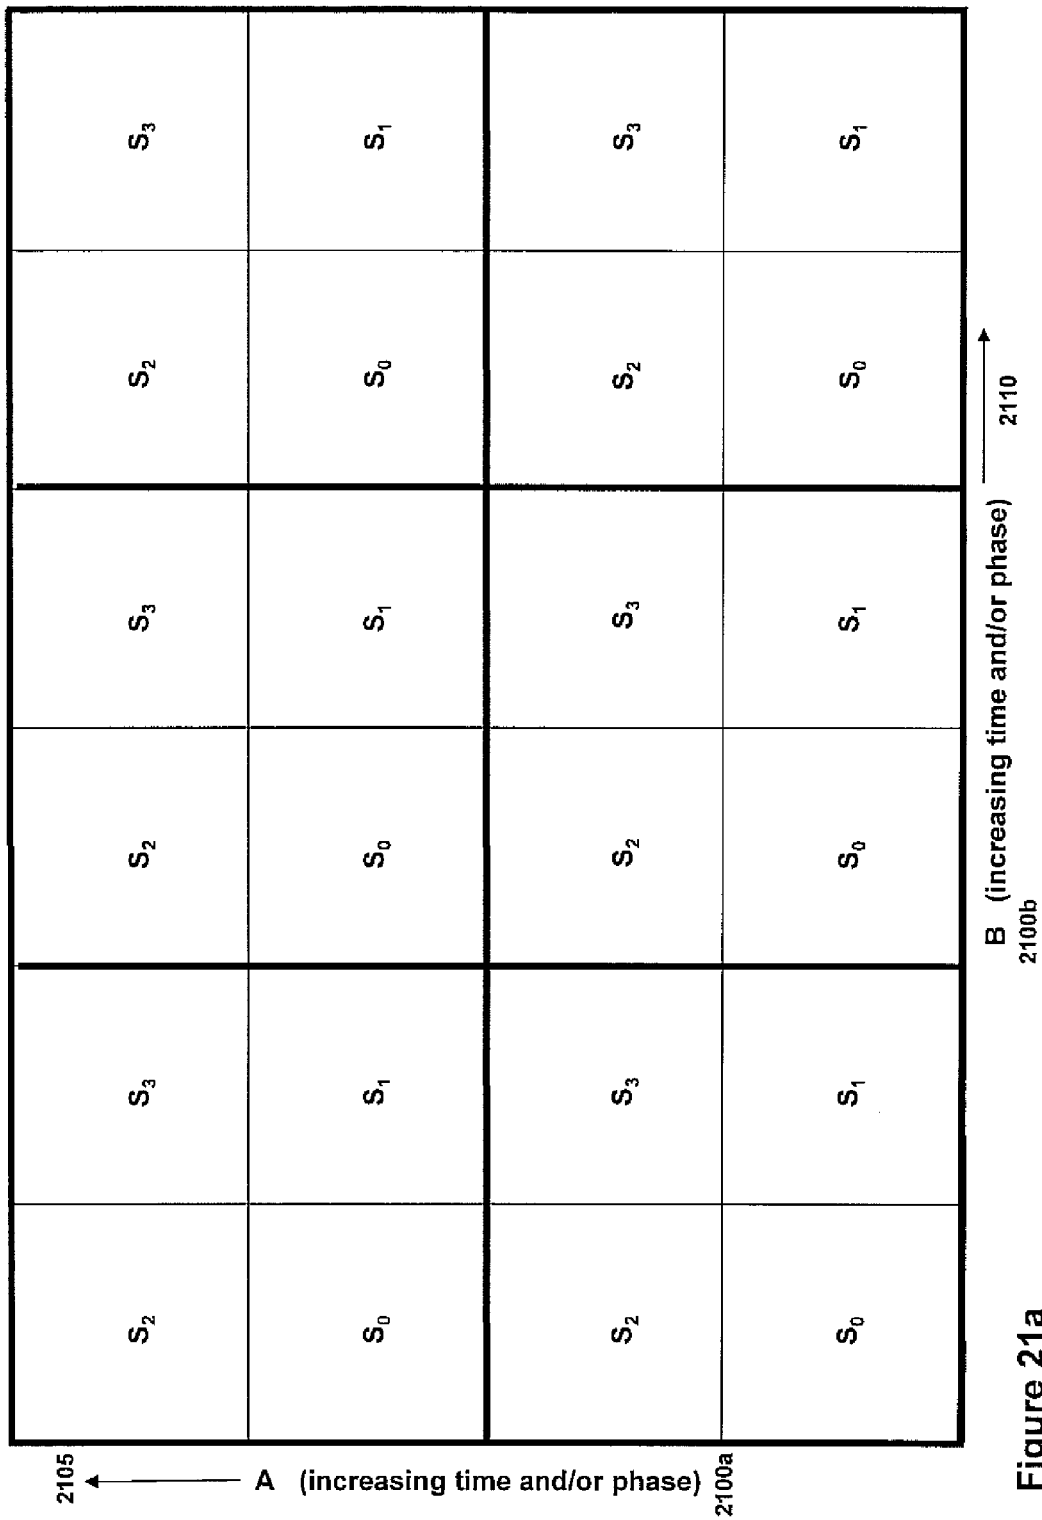 2105
S₂ S₃ S₂ S₃ S₂ S₃
S₀ S₁ S₀ S₁ S₀ S₁
A (increasing time and/or phase)
S₂ S₃ S₂ S₃ S₂ S₃
2100a
S₀ S₁ S₀ S₁ S₀ S₁
B (increasing time and/or phase)
2110
2100b
Figure 21a